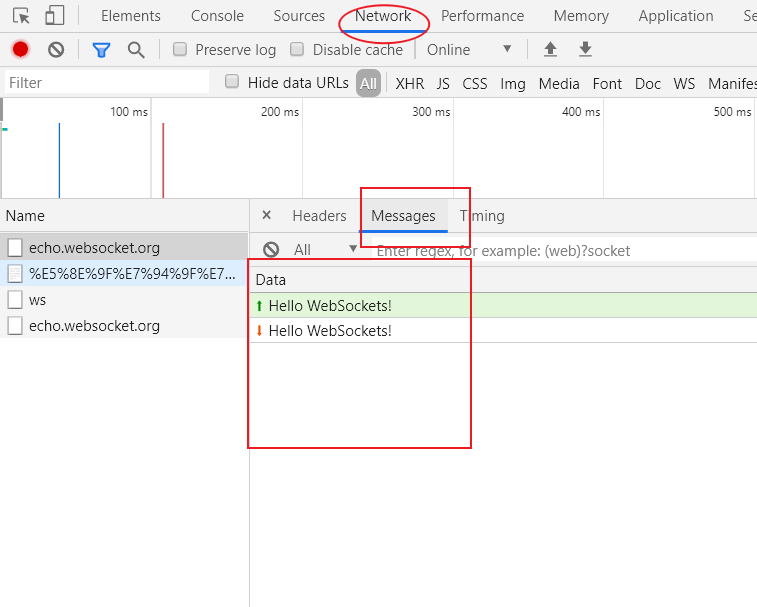 Elements Console Sources Network Performance Memory Application Se
Preserve log Disable cache Online
Filter Hide data URLs All XHR JS CSS Img Media Font Doc WS Manifes
100 ms 200 ms 300 ms 400 ms 500 ms
Name × Headers Messages Timing
echo.websocket.org
%E5%8E%9F%E7%94%9F%E7...
ws
echo.websocket.org
All Enter regex, for example: (web)?socket
Data
Hello WebSockets!
Hello WebSockets!